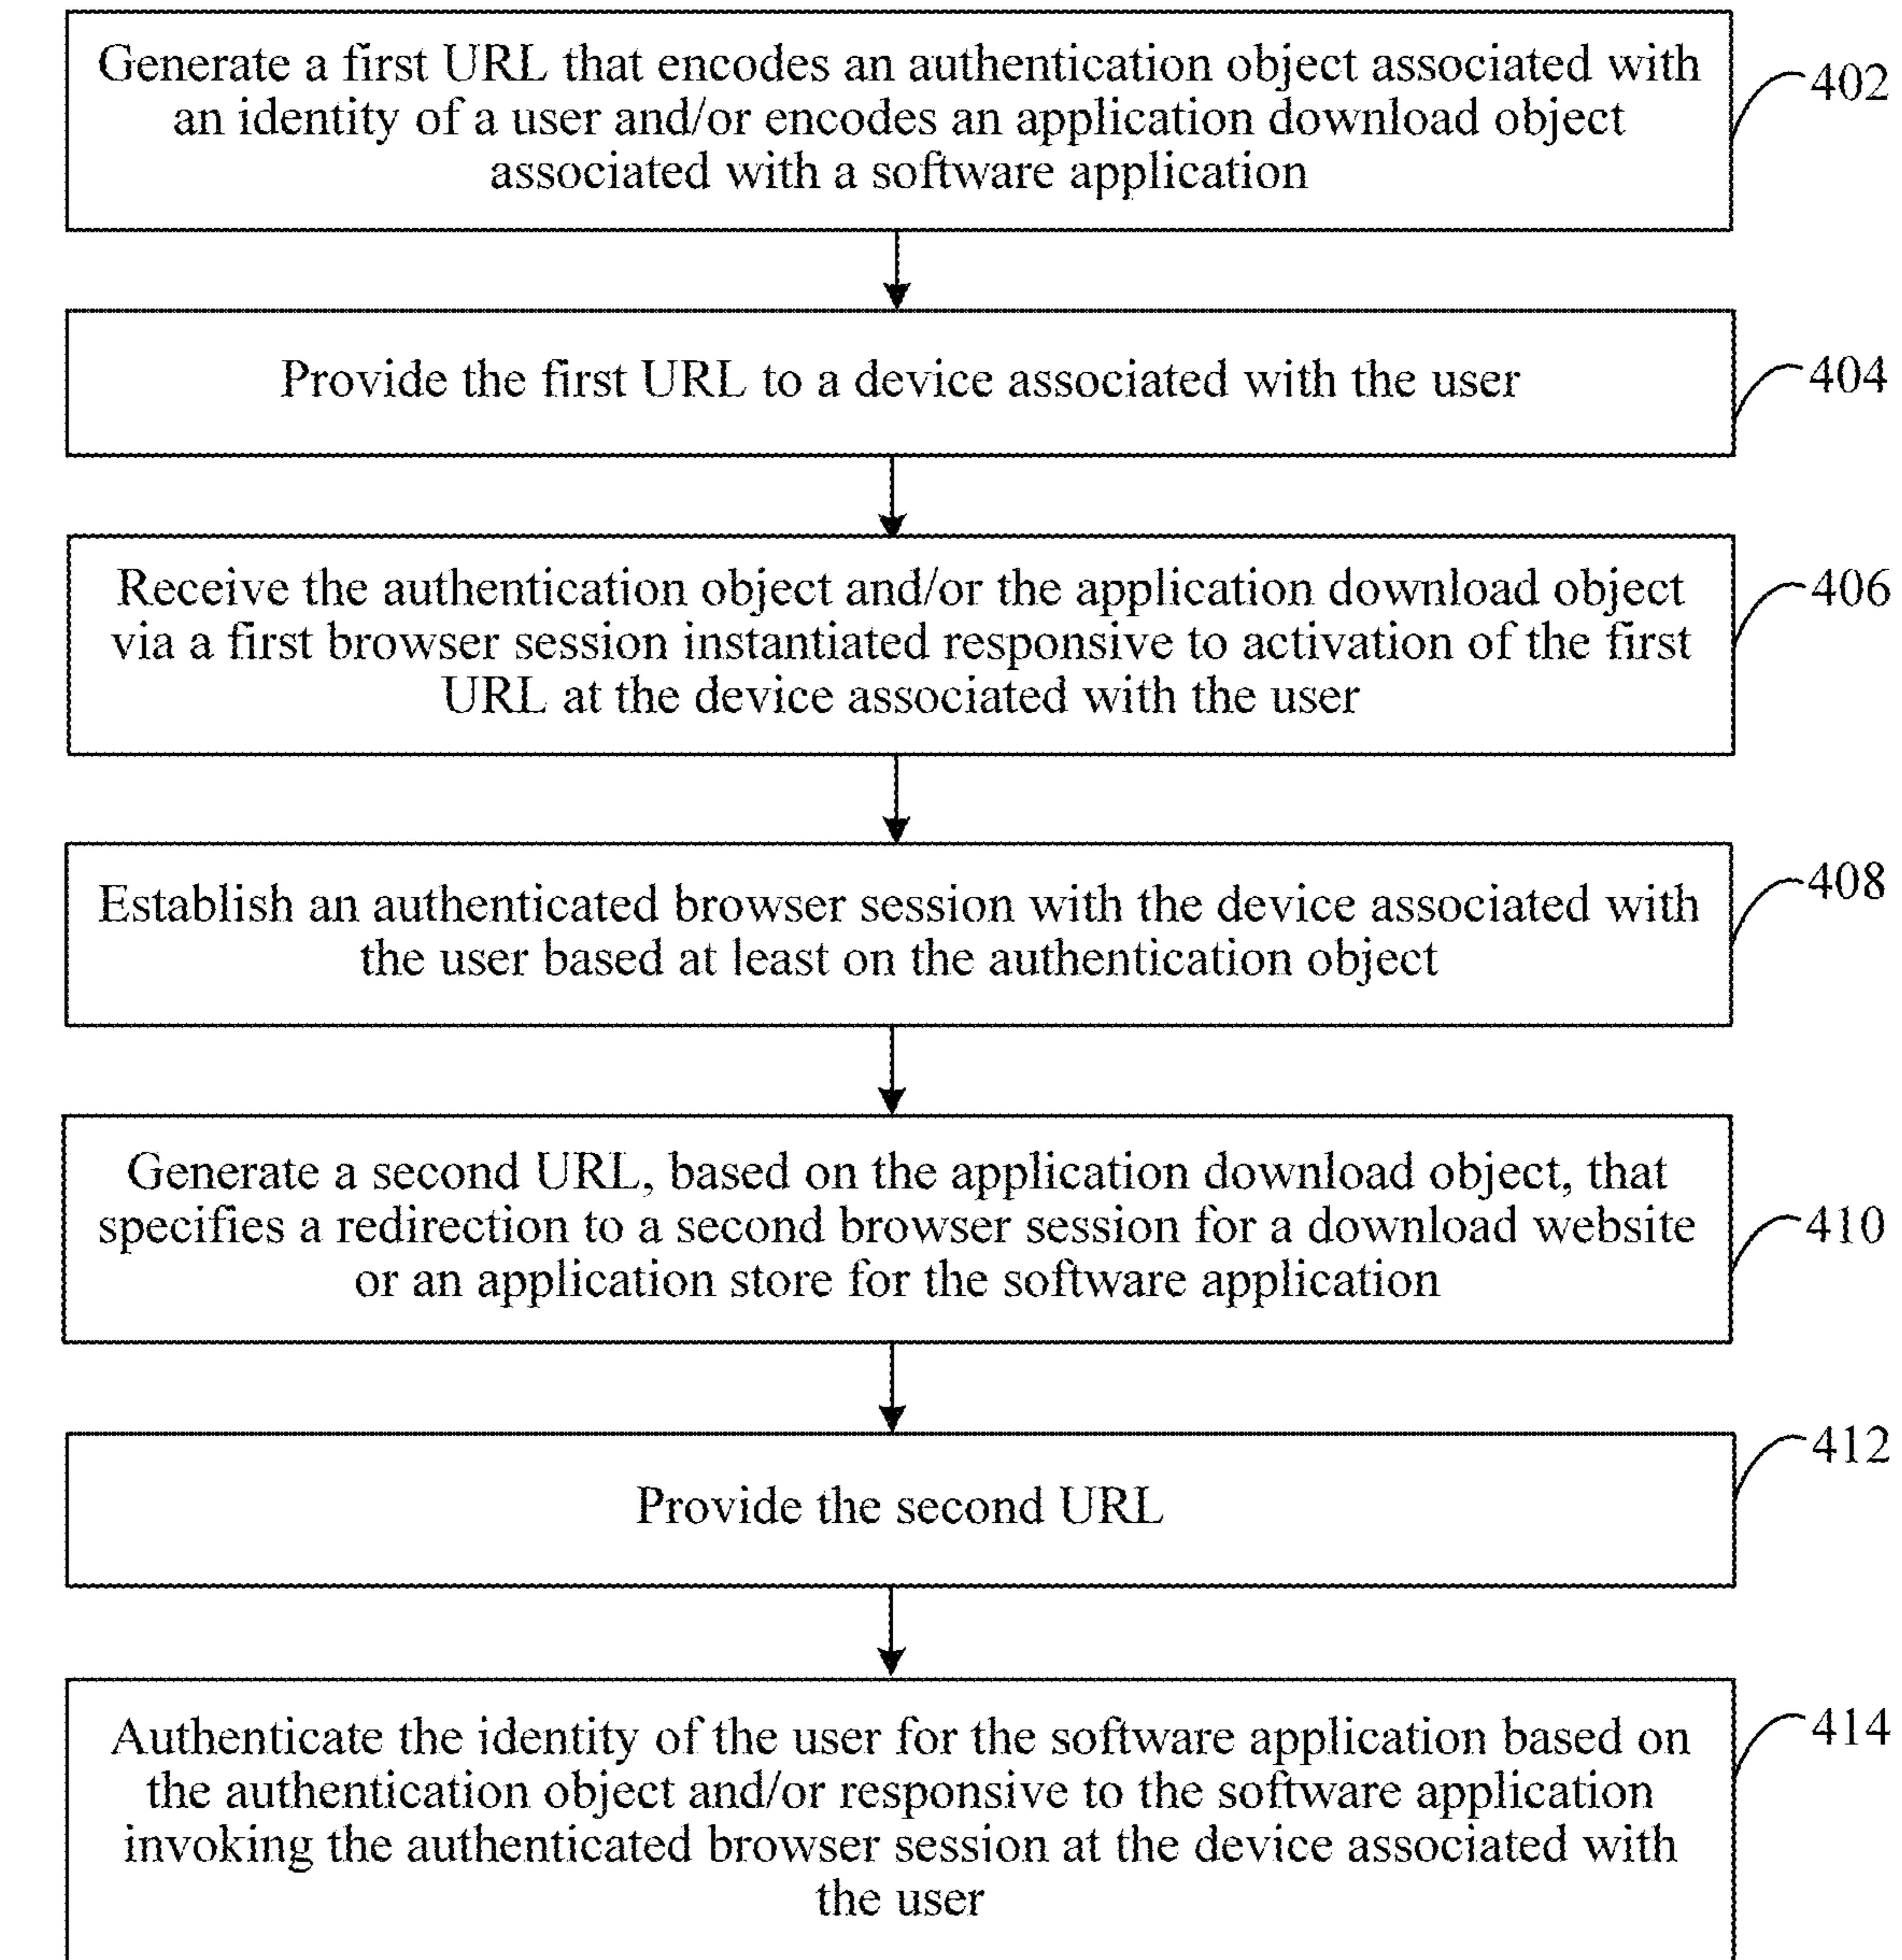 Generate a first URL that encodes an authentication object associated with
an identity of a user and/or encodes an application download object
associated with a software application
402
Provide the first URL to a device associated with the user
404
Receive the authentication object and/or the application download object
via a first browser session instantiated responsive to activation of the first
URL at the device associated with the user
406
Establish an authenticated browser session with the device associated with
the user based at least on the authentication object
408
Generate a second URL, based on the application download object, that
specifies a redirection to a second browser session for a download website
or an application store for the software application
410
Provide the second URL
412
Authenticate the identity of the user for the software application based on
the authentication object and/or responsive to the software application
invoking the authenticated browser session at the device associated with
the user
414